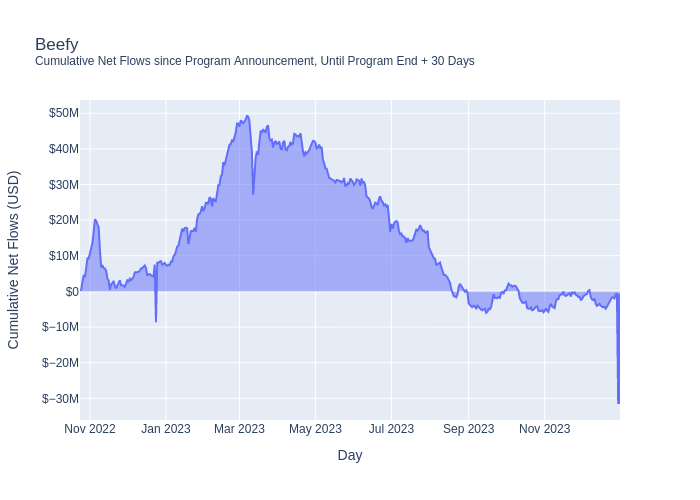 Beefy
Cumulative Net Flows since Program Announcement, Until Program End + 30 Days
Cumulative Net Flows (USD)
$50M
$40M
$30M
$20M
$10M
$0
$−10M
$−20M
$−30M
Nov 2022 Jan 2023 Mar 2023 May 2023 Jul 2023 Sep 2023 Nov 2023
Day